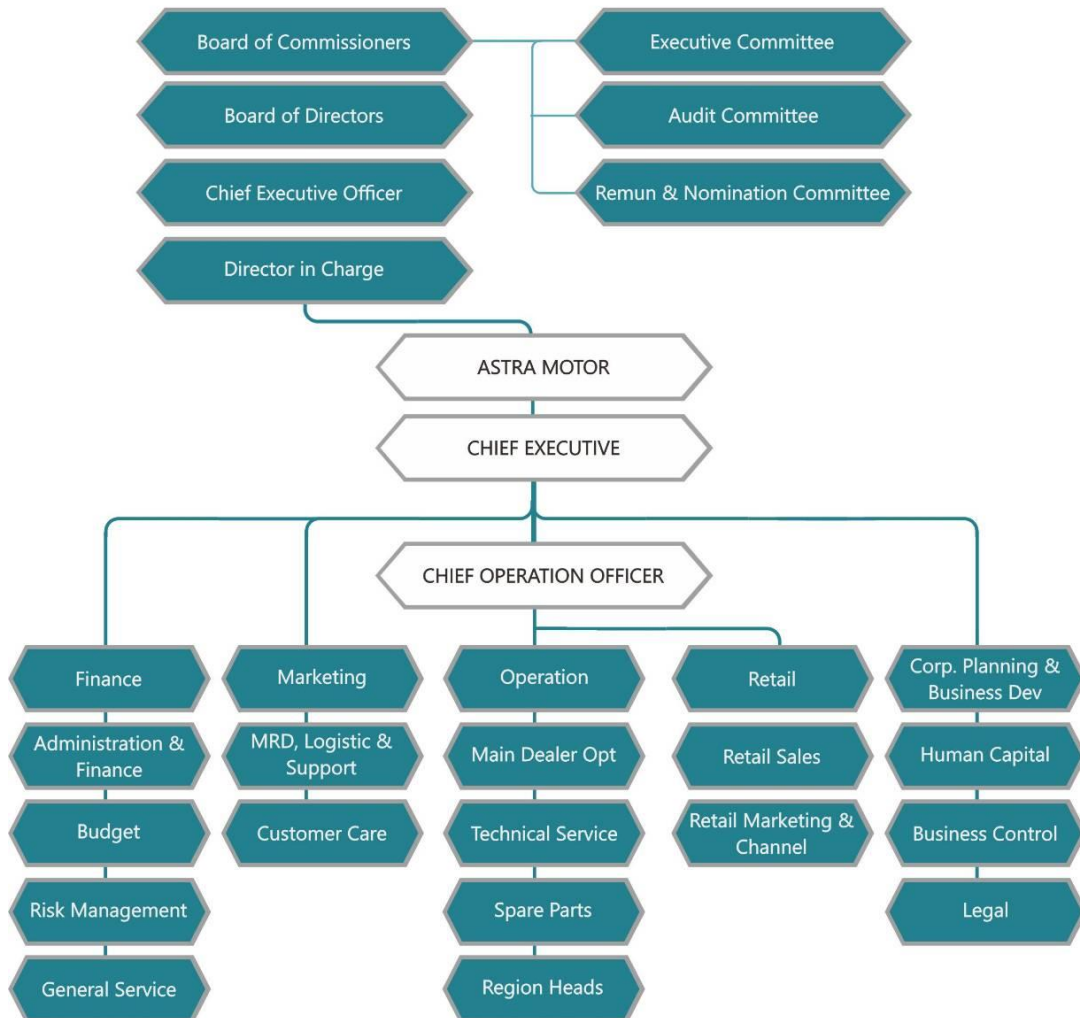 Board of Commissioners
Executive Committee
Board of Directors
Audit Committee
Chief Executive Officer
Remun & Nomination Committee
Director in Charge
ASTRA MOTOR
CHIEF EXECUTIVE
CHIEF OPERATION OFFICER
Finance
Administration &
Finance
Budget
Risk Management
General Service
Marketing
MRD, Logistic &
Support
Customer Care
Operation
Main Dealer Opt
Technical Service
Spare Parts
Region Heads
Retail
Retail Sales
Retail Marketing &
Channel
Corp. Planning &
Business Dev
Human Capital
Business Control
Legal